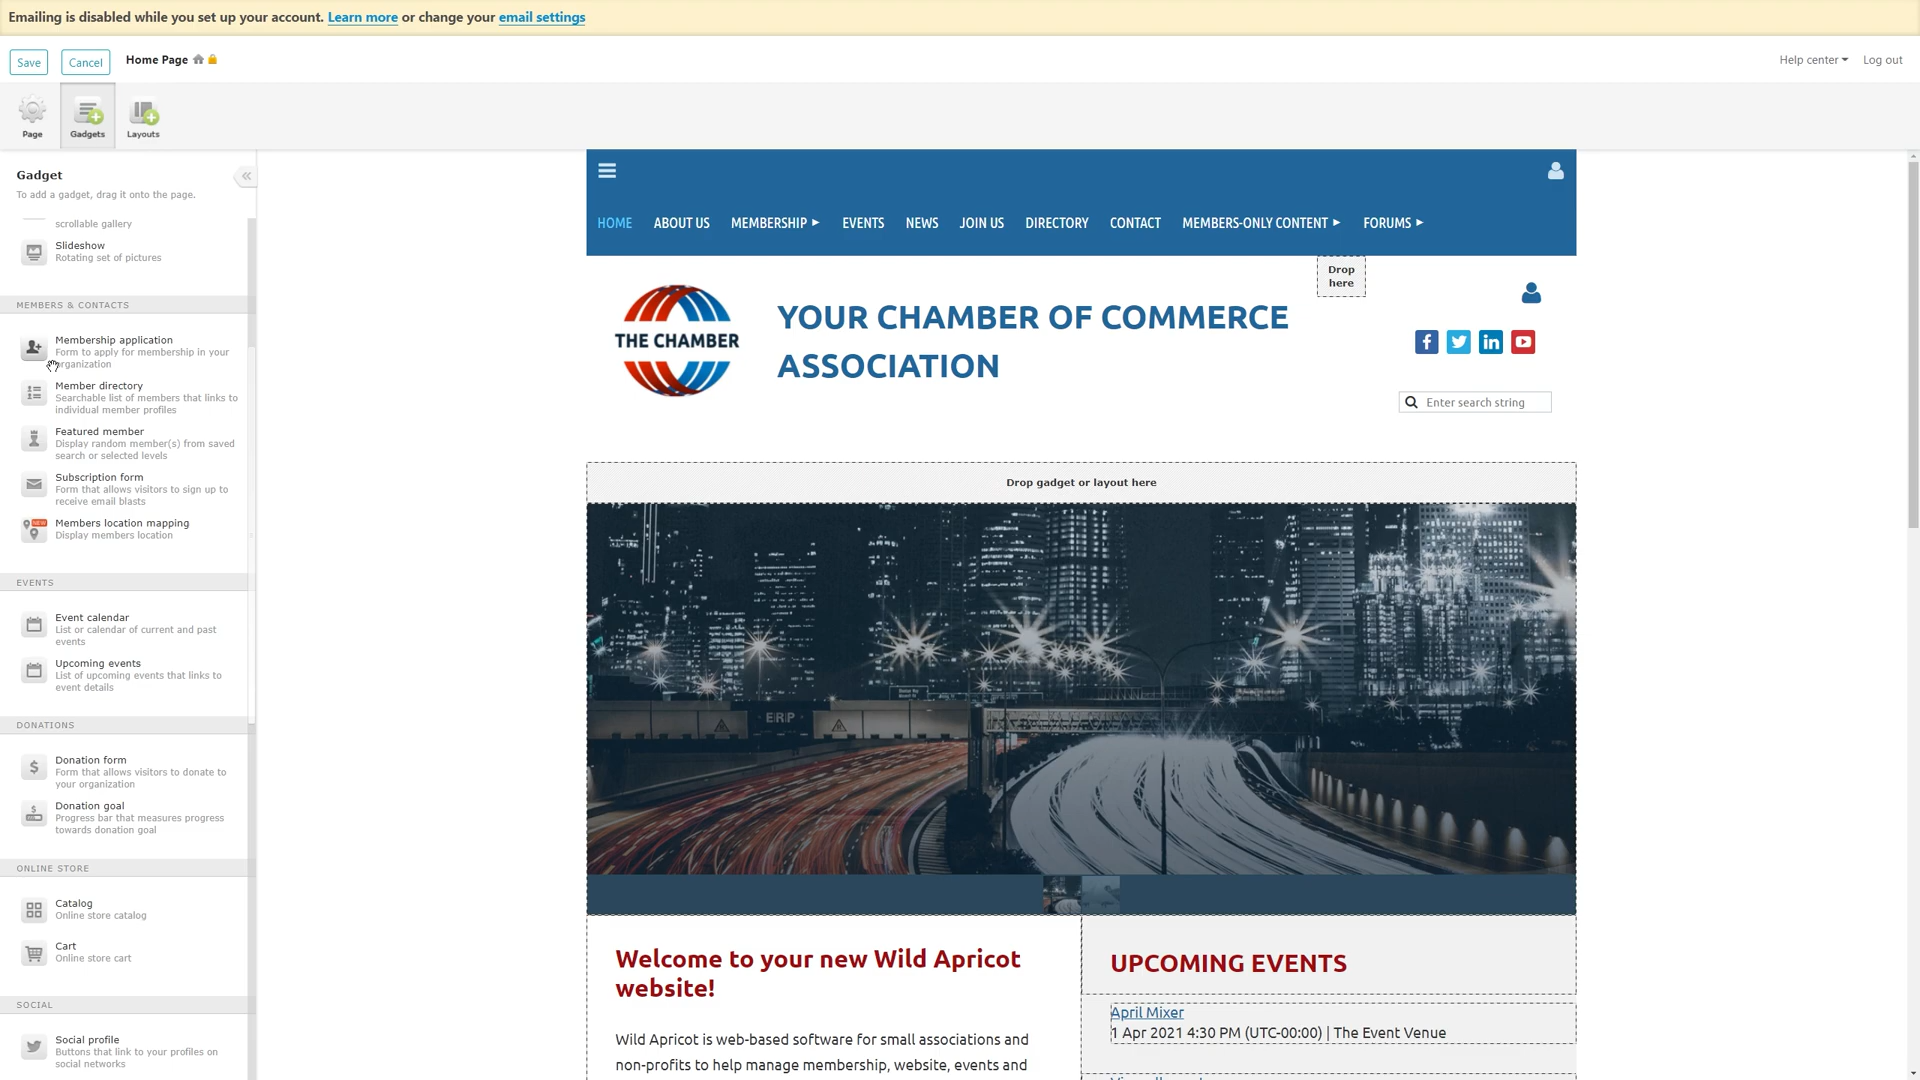 Emailing is disabled while you set up your account. Learn more or change your email settings
Save
Cancel
Home Page
Help center
Log out
Page
Gadgets
Layouts
Gadget
To add a gadget, drag it onto the page.
scrollable gallery
Slideshow
Rotating set of pictures
MEMBERS & CONTACTS
Membership application
Form to apply for membership in your
organization
Member directory
Searchable list of members that links to
individual member profiles
Featured member
Display random member(s) from saved
search or selected levels
Subscription form
Form that allows visitors to sign up to
receive email blasts
NEW
Members location mapping
Display members location
EVENTS
Event calendar
List or calendar of current and past
events
Upcoming events
List of upcoming events that links to
event details
DONATIONS
Donation form
Form that allows visitors to donate to
your organization
Donation goal
Progress bar that measures progress
towards donation goal
ONLINE STORE
Catalog
Online store catalog
Cart
Online store cart
SOCIAL
Social profile
Buttons that link to your profiles on
social networks
HOME ABOUT US MEMBERSHIP EVENTS NEWS JOIN US DIRECTORY CONTACT MEMBERS-ONLY CONTENT FORUMS
Drop
here
THE CHAMBER
YOUR CHAMBER OF COMMERCE
ASSOCIATION
Enter search string
Drop gadget or layout here
ERP
Welcome to your new Wild Apricot
website!
Wild Apricot is web-based software for small associations and
non-profits to help manage membership, website, events and
UPCOMING EVENTS
April Mixer
1 Apr 2021 4:30 PM (UTC-00:00) | The Event Venue